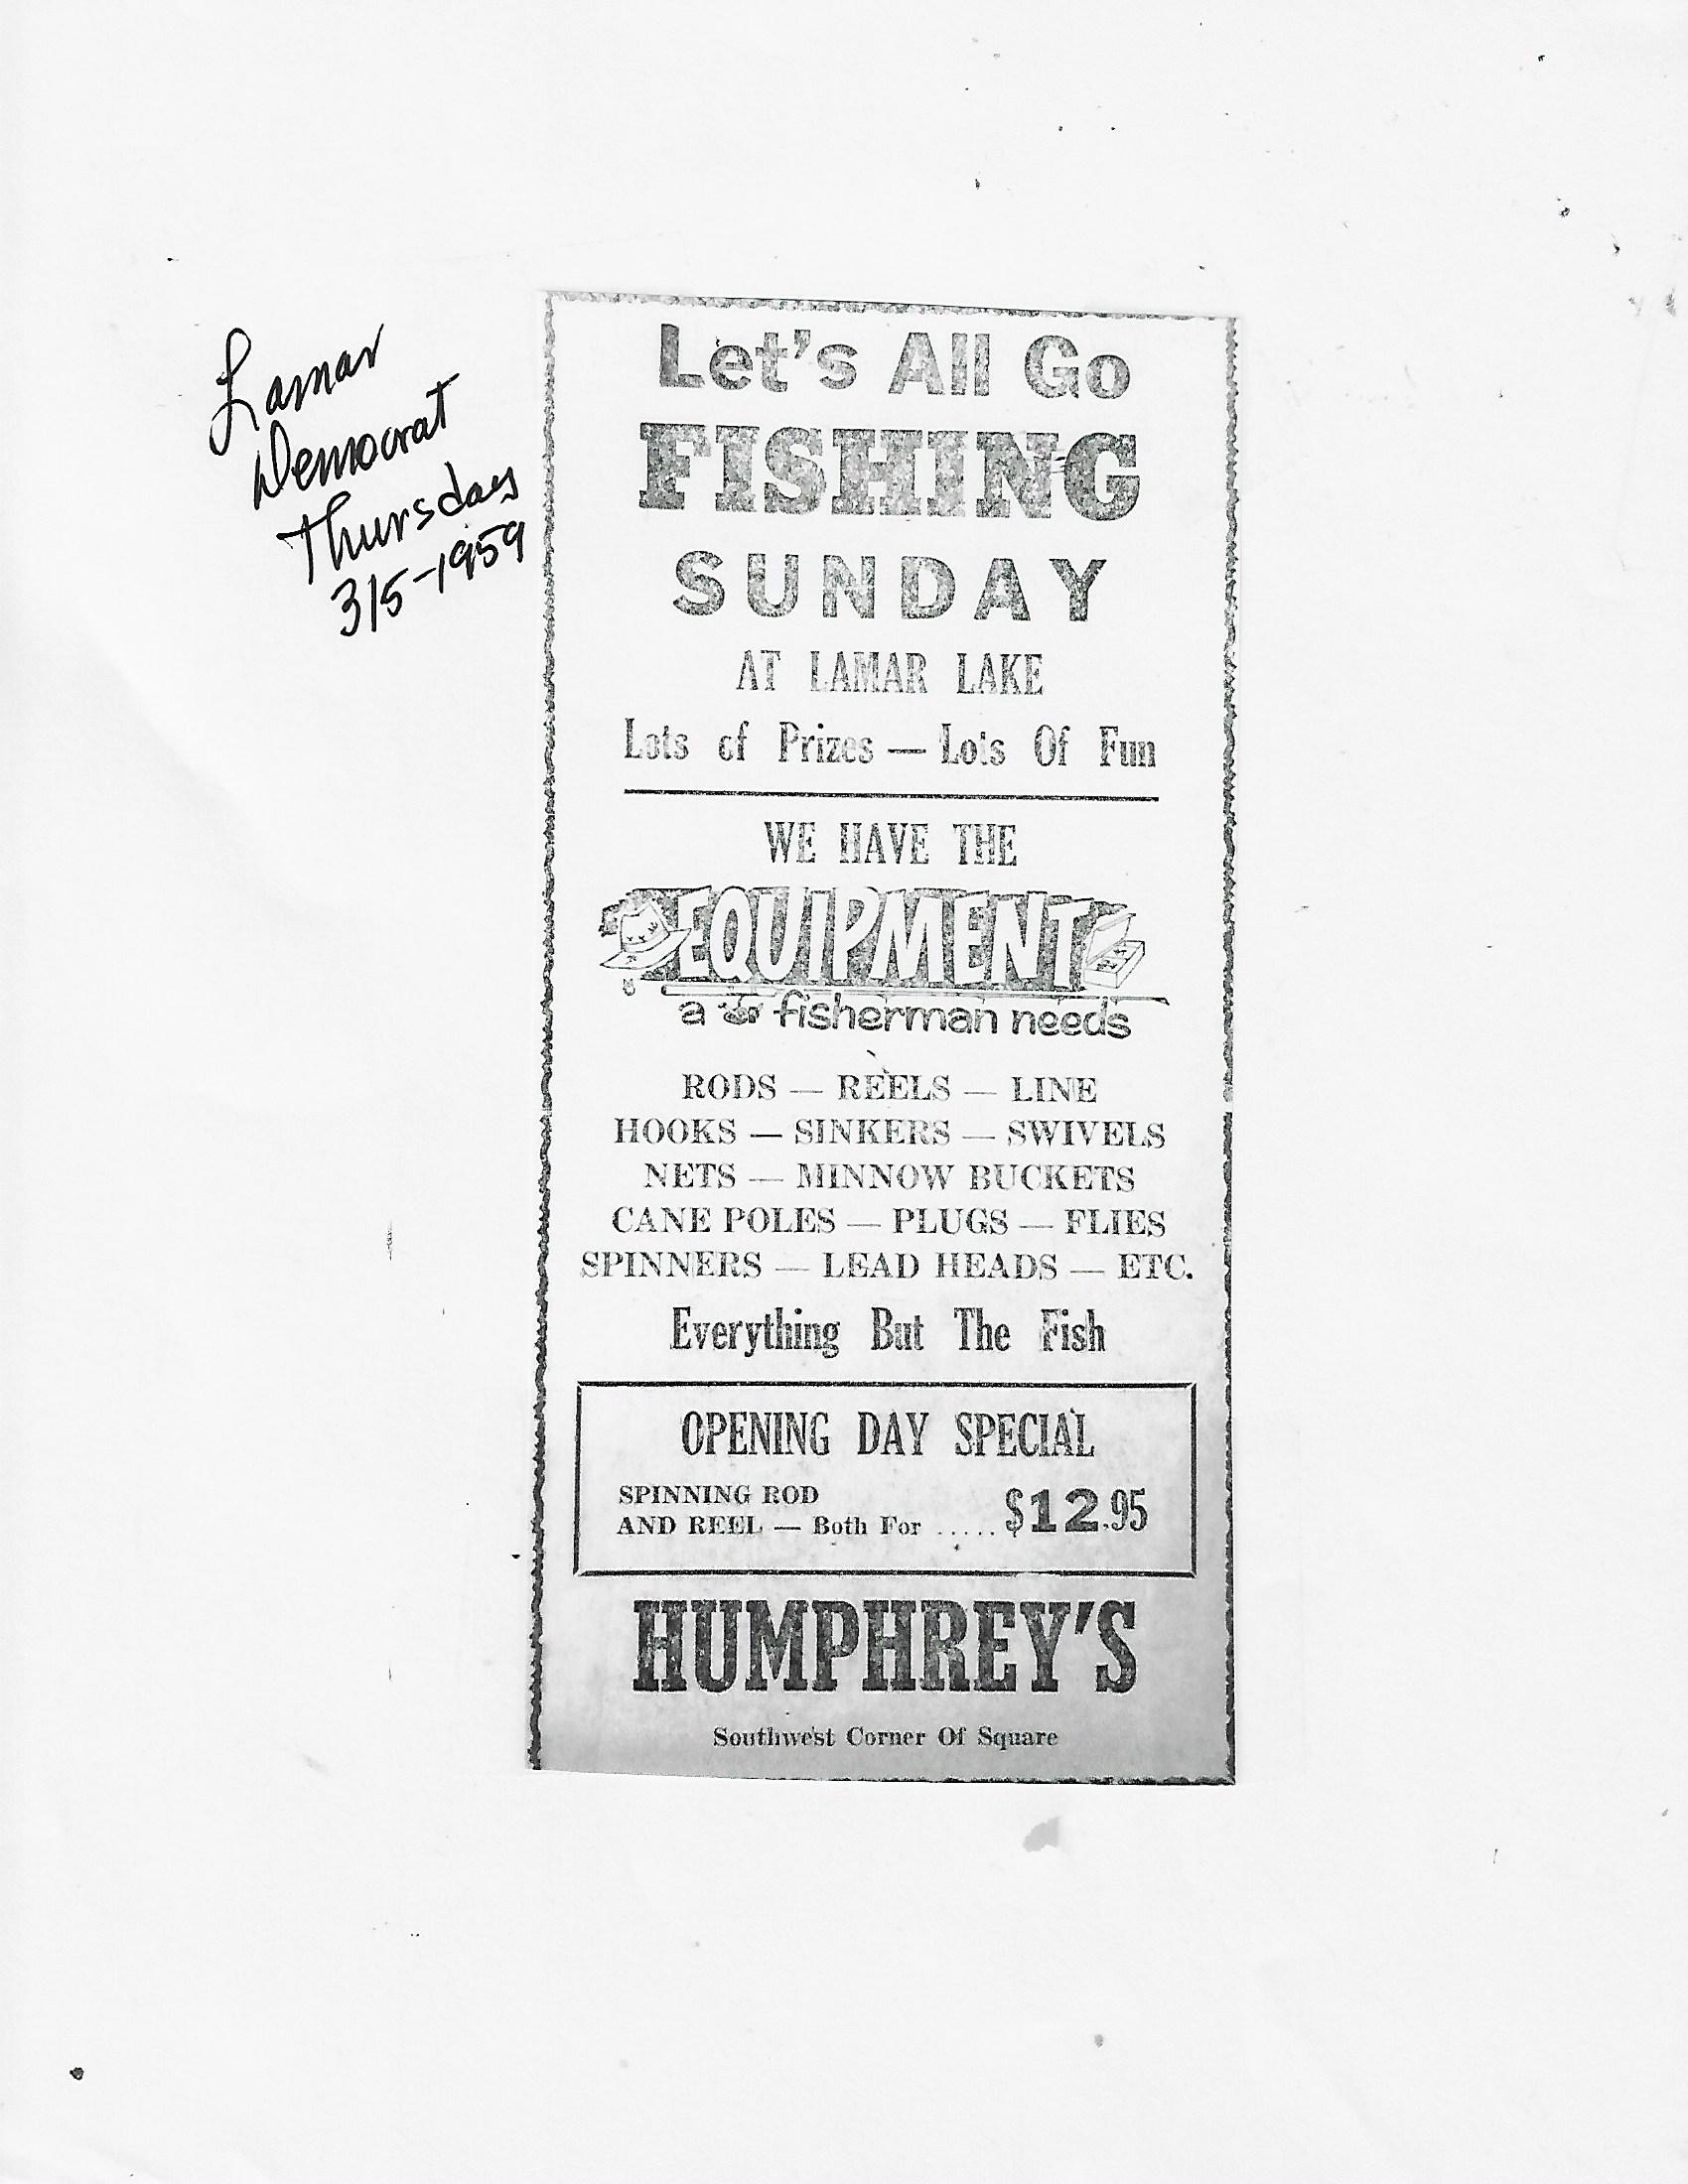 Lamar
Democrat
Thursday
3/5-1959
Let's All Go
FISHING
SUNDAY
AT LAMAR LAKE
Lots of Prizes — Lots Of Fun
WE HAVE THE
EQUIPMENT
a fisherman needs
RODS — REELS — LINE
HOOKS — SINKERS — SWIVELS
NETS — MINNOW BUCKETS
CANE POLES — PLUGS — FLIES
SPINNERS — LEAD HEADS — ETC.
Everything But The Fish
OPENING DAY SPECIAL
SPINNING ROD
AND REEL — Both For ..... $12.95
HUMPHREY'S
Southwest Corner Of Square